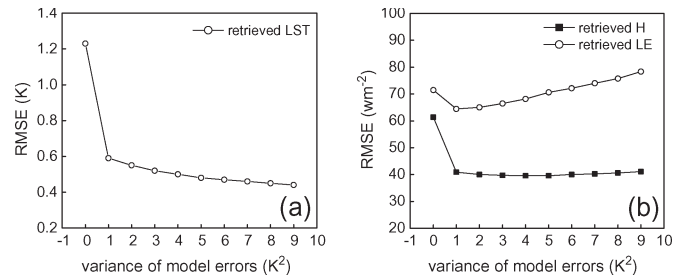 (a)
retrieved LST
RMSE (K)
1.4
1.2
1.0
0.8
0.6
0.4
0.2
-1 0 1 2 3 4 5 6 7 8 9 10
variance of model errors (K²)
(b)
retrieved H
retrieved LE
RMSE (wm⁻²)
100
90
80
70
60
50
40
30
20
-1 0 1 2 3 4 5 6 7 8 9 10
variance of model errors (K²)